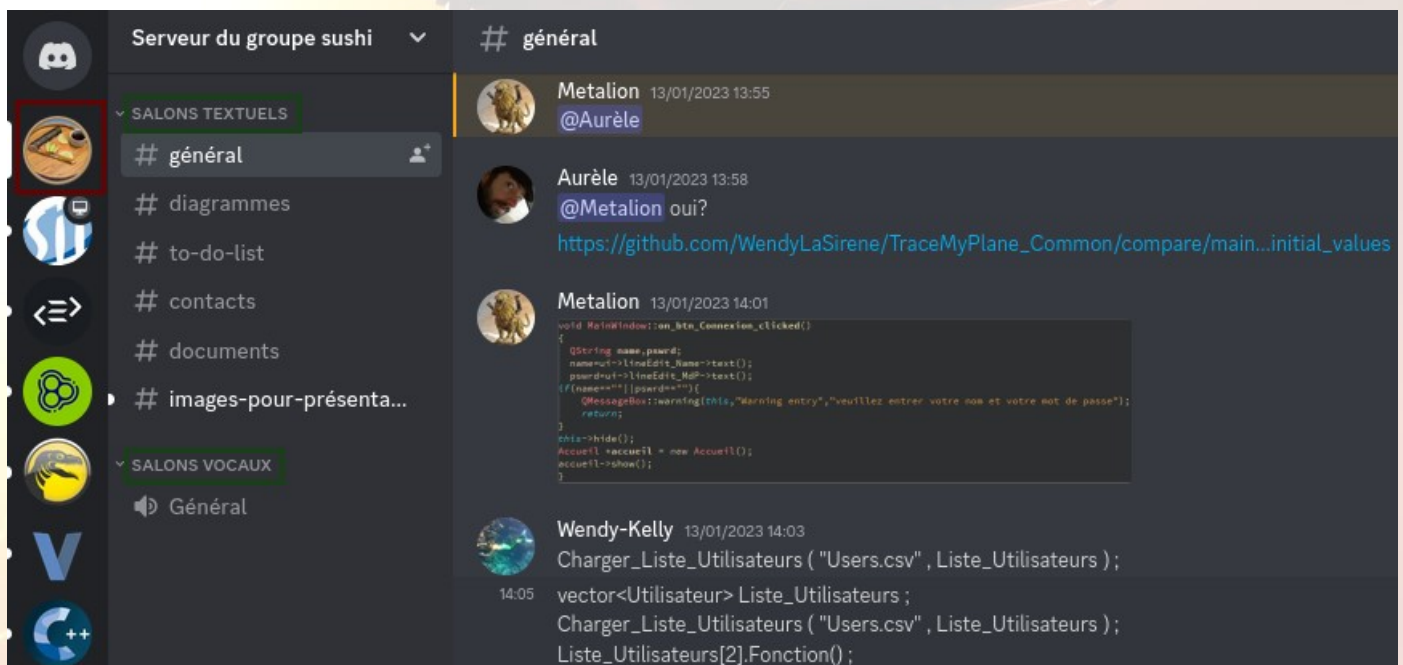 Serveur du groupe sushi
SALONS TEXTUELS
# général
# diagrammes
# to-do-list
# contacts
# documents
# images-pour-présenta...
SALONS VOCAUX
Général
C++
# général
Metalion 13/01/2023 13:55
@Aurèle
Aurèle 13/01/2023 13:58
@Metalion oui?
https://github.com/WendyLaSirene/TraceMyPlane_Common/compare/main...initial_values
Metalion 13/01/2023 14:01
void MainWindow::on_btn_Connexion_clicked()
{
QString name,pswrd;
name=ui->lineEdit_Name->text();
pswrd=ui->lineEdit_MdP->text();
if(name==""||pswrd==""){
QMessageBox::warning(this,"Warning entry","veuillez entrer votre nom et votre mot de passe");
return;
}
this->hide();
Accueil *accueil = new Accueil();
accueil->show();
}
Wendy-Kelly 13/01/2023 14:03
Charger_Liste_Utilisateurs ( "Users.csv" , Liste_Utilisateurs ) ;
14:05 vector<Utilisateur> Liste_Utilisateurs ;
Charger_Liste_Utilisateurs ( "Users.csv" , Liste_Utilisateurs ) ;
Liste_Utilisateurs[2].Fonction() ;